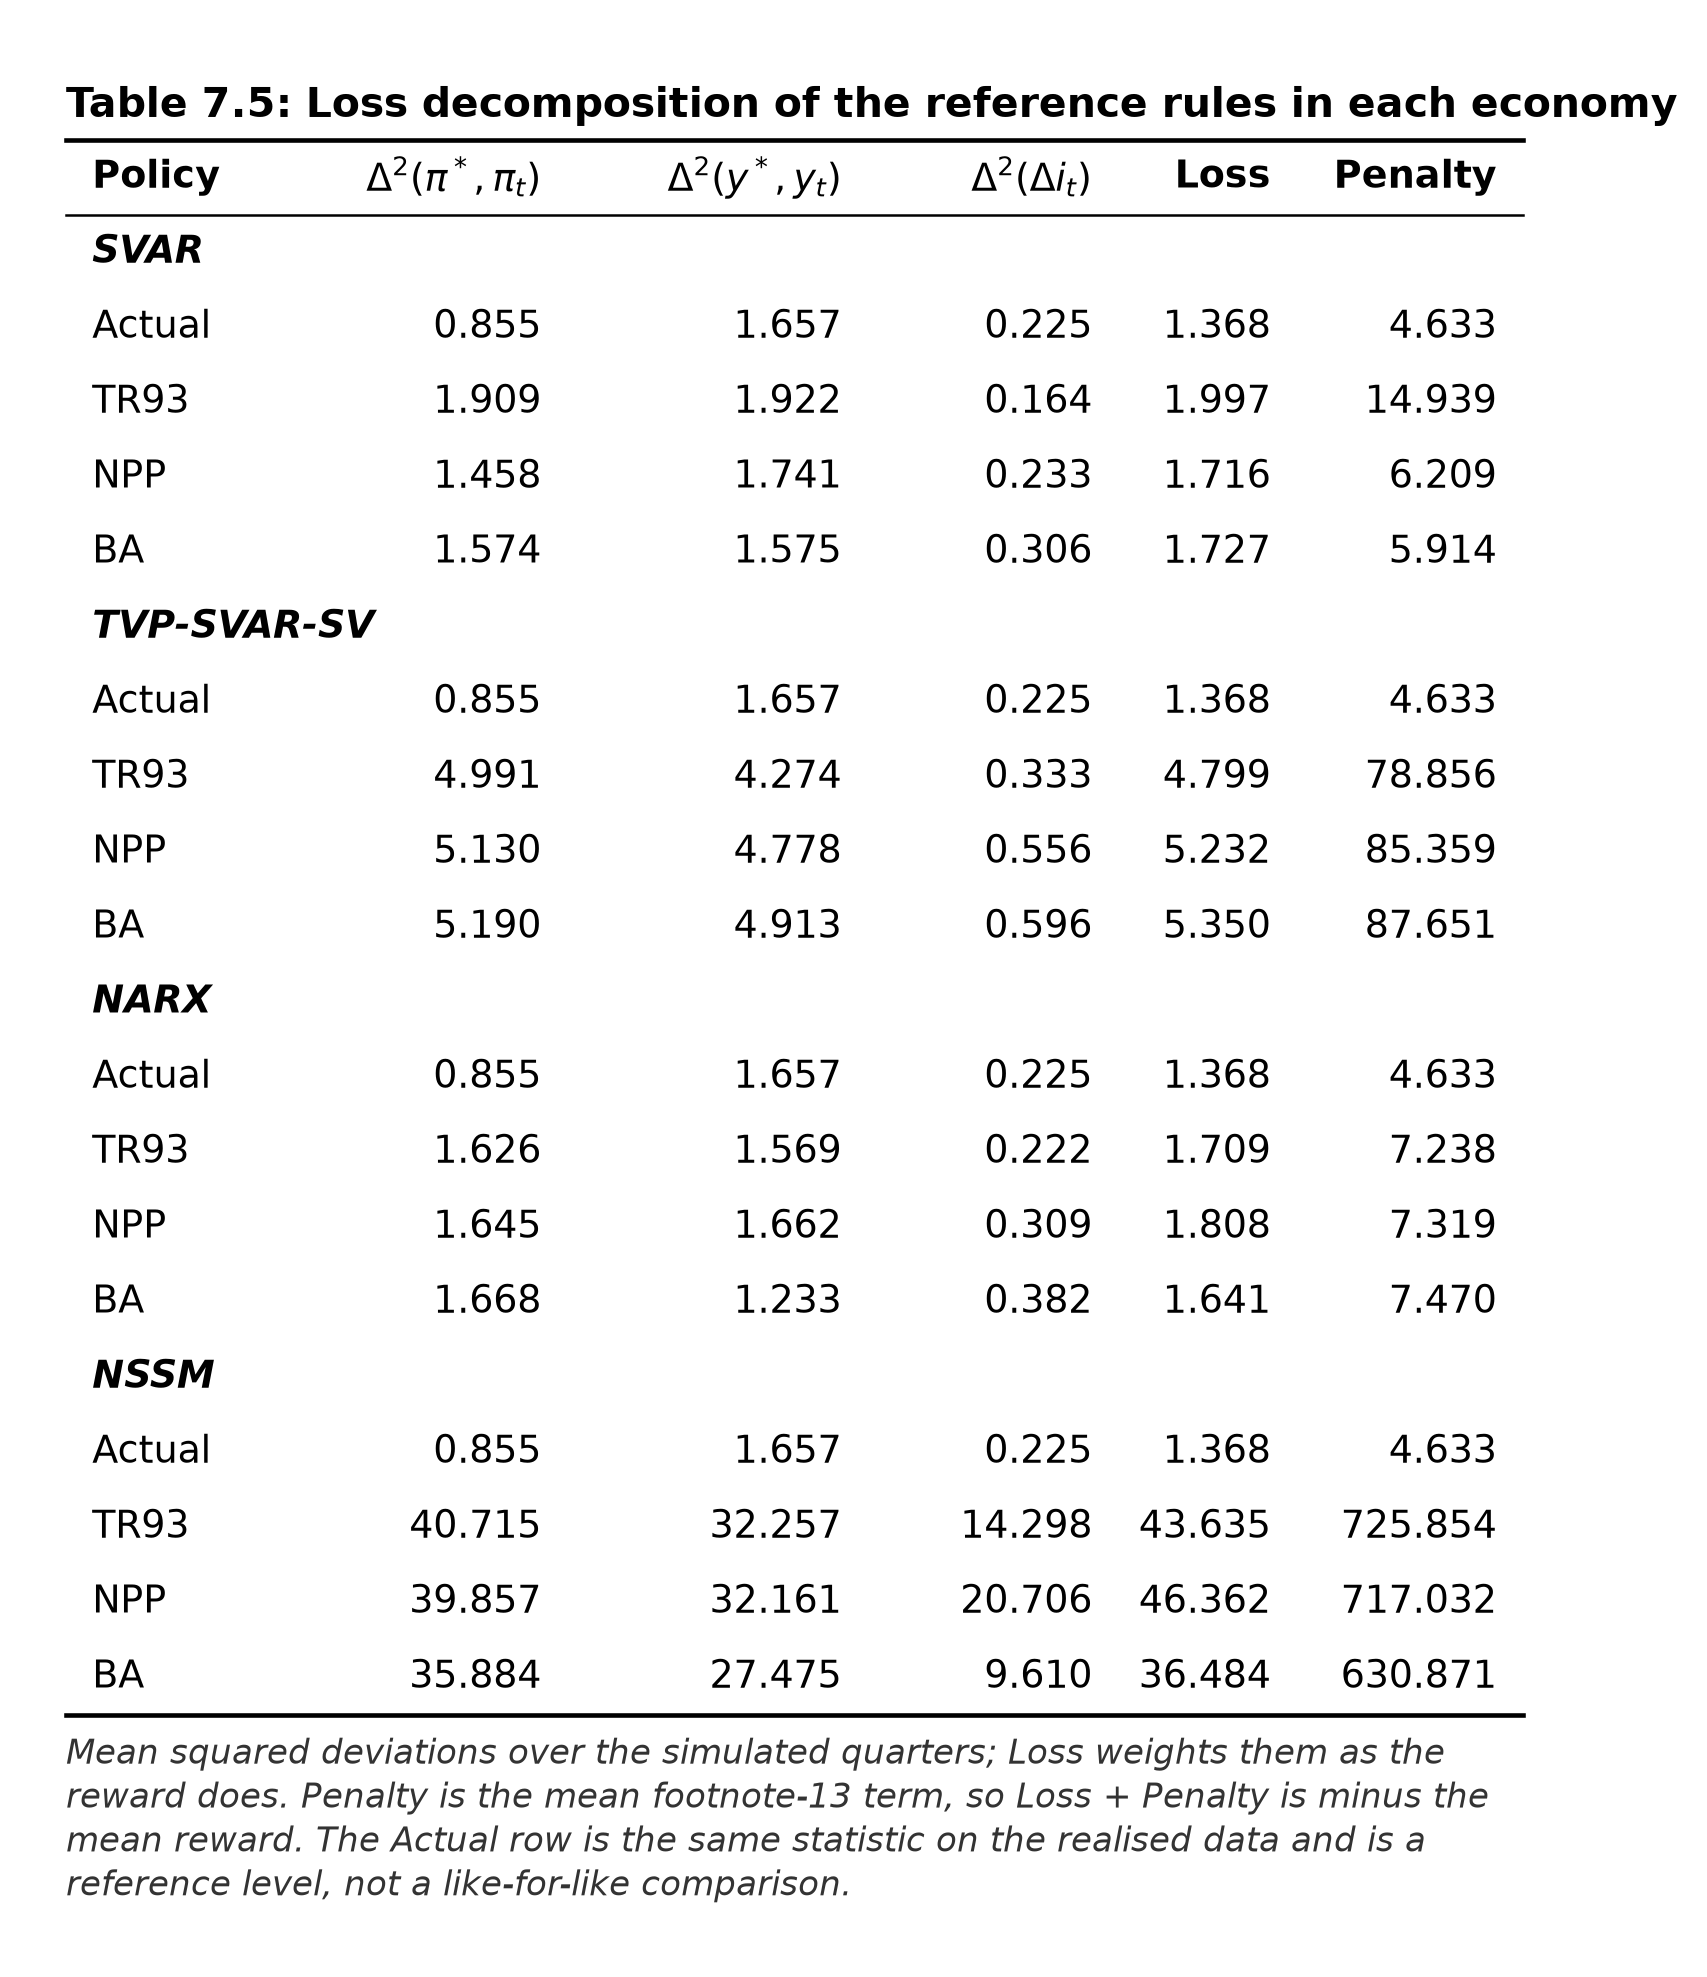 Table 7.5: Loss decomposition of the reference rules in each economy
Policy Δ²(π*, πₜ) Δ²(y*, yₜ) Δ²(Δiₜ) Loss Penalty
SVAR
Actual 0.855 1.657 0.225 1.368 4.633
TR93 1.909 1.922 0.164 1.997 14.939
NPP 1.458 1.741 0.233 1.716 6.209
BA 1.574 1.575 0.306 1.727 5.914
TVP-SVAR-SV
Actual 0.855 1.657 0.225 1.368 4.633
TR93 4.991 4.274 0.333 4.799 78.856
NPP 5.130 4.778 0.556 5.232 85.359
BA 5.190 4.913 0.596 5.350 87.651
NARX
Actual 0.855 1.657 0.225 1.368 4.633
TR93 1.626 1.569 0.222 1.709 7.238
NPP 1.645 1.662 0.309 1.808 7.319
BA 1.668 1.233 0.382 1.641 7.470
NSSM
Actual 0.855 1.657 0.225 1.368 4.633
TR93 40.715 32.257 14.298 43.635 725.854
NPP 39.857 32.161 20.706 46.362 717.032
BA 35.884 27.475 9.610 36.484 630.871
Mean squared deviations over the simulated quarters; Loss weights them as the
reward does. Penalty is the mean footnote-13 term, so Loss + Penalty is minus the
mean reward. The Actual row is the same statistic on the realised data and is a
reference level, not a like-for-like comparison.